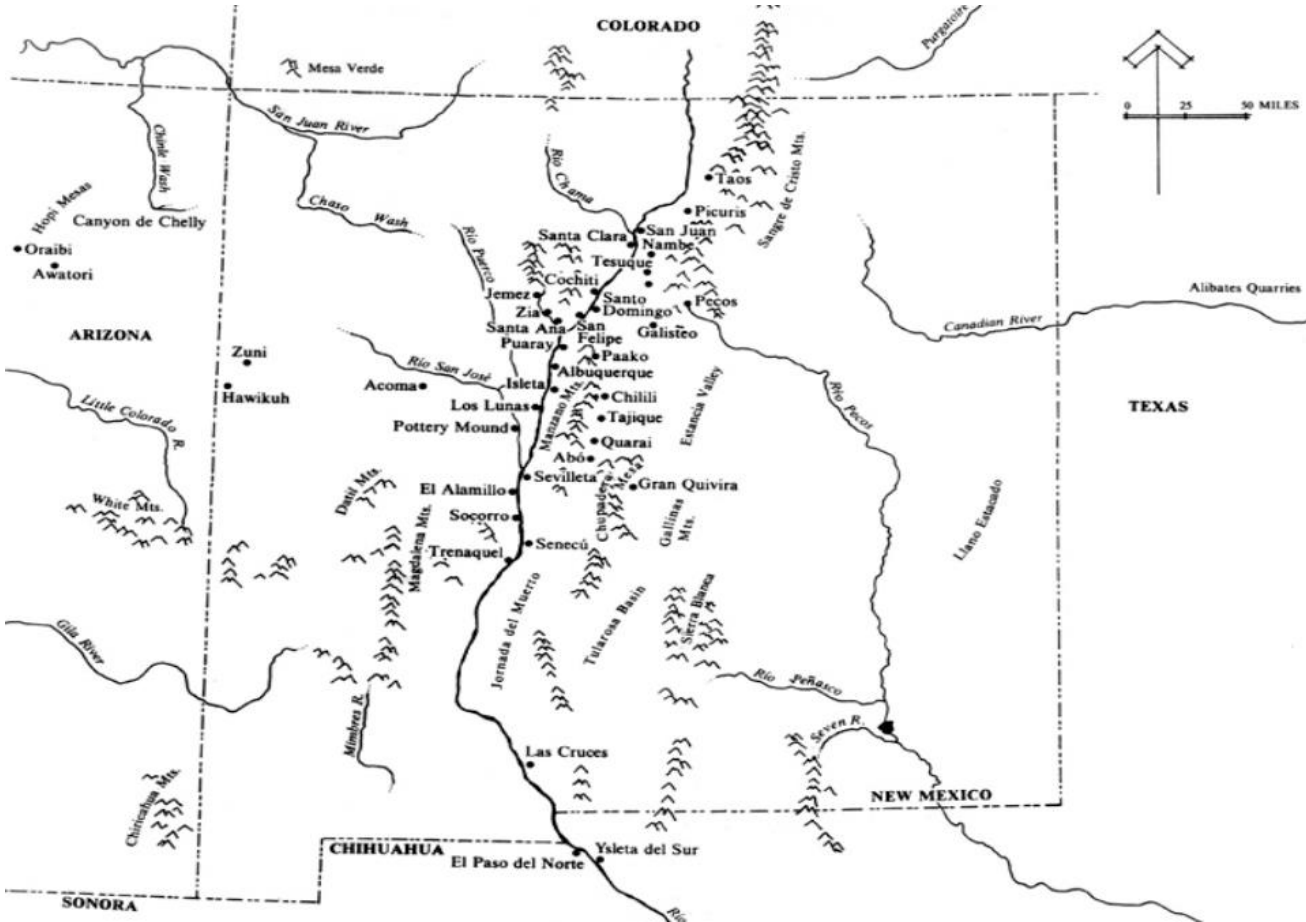 COLORADO
Purgatoire
Mesa Verde
0 25 50 MILES
San Juan River
Chinle Wash
Rio Chama
Sangre de Cristo Mts.
Taos
Hopi Mesas
Canyon de Chelly
Chaso Wash
Picuris
San Juan
Santa Clara
Nambe
Oraibi
Awatori
Río Puerco
Tesuque
Cochiti
Jemez
Santo
Domingo
Pecos
Alibates Quarries
Zia
Santa Ana
San
Felipe
Galisteo
Canadian River
ARIZONA
Puaray
Paako
Zuni
Río San José
Albuquerque
Hawikuh
Acoma
Isleta
Manzano Mts.
Chilili
Estancia Valley
Río Pecos
Los Lunas
Tajique
TEXAS
Little Colorado R.
Pottery Mound
Quarai
Abó
Sevilleta
Datil Mts.
El Alamillo
Chupadera
Mesa
Gran Quivira
White Mts.
Socorro
Gallinas
Mts.
Llano Estacado
Magdalena Mts.
Senecú
Trenaquel
Jornada del Muerto
Tularosa Basin
Sierra Blanca
Gila River
Río Peñasco
Mimbres R.
Seven R.
Las Cruces
Chiricahua Mts.
NEW MEXICO
CHIHUAHUA
El Paso del Norte
Ysleta del Sur
SONORA
Río